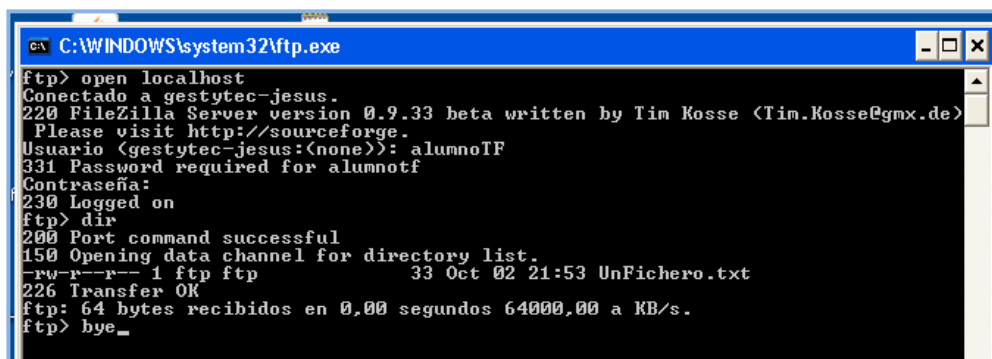 C:\WINDOWS\system32\ftp.exe
ftp> open localhost
Conectado a gestytec-jesus.
220 FileZilla Server version 0.9.33 beta written by Tim Kosse (Tim.Kosse@gmx.de)
 Please visit http://sourceforge.
Usuario (gestytec-jesus:(none)): alumnoTF
331 Password required for alumnotf
Contraseña:
230 Logged on
ftp> dir
200 Port command successful
150 Opening data channel for directory list.
-rw-r--r-- 1 ftp ftp             33 Oct 02 21:53 UnFichero.txt
226 Transfer OK
ftp: 64 bytes recibidos en 0,00 segundos 64000,00 a KB/s.
ftp> bye_